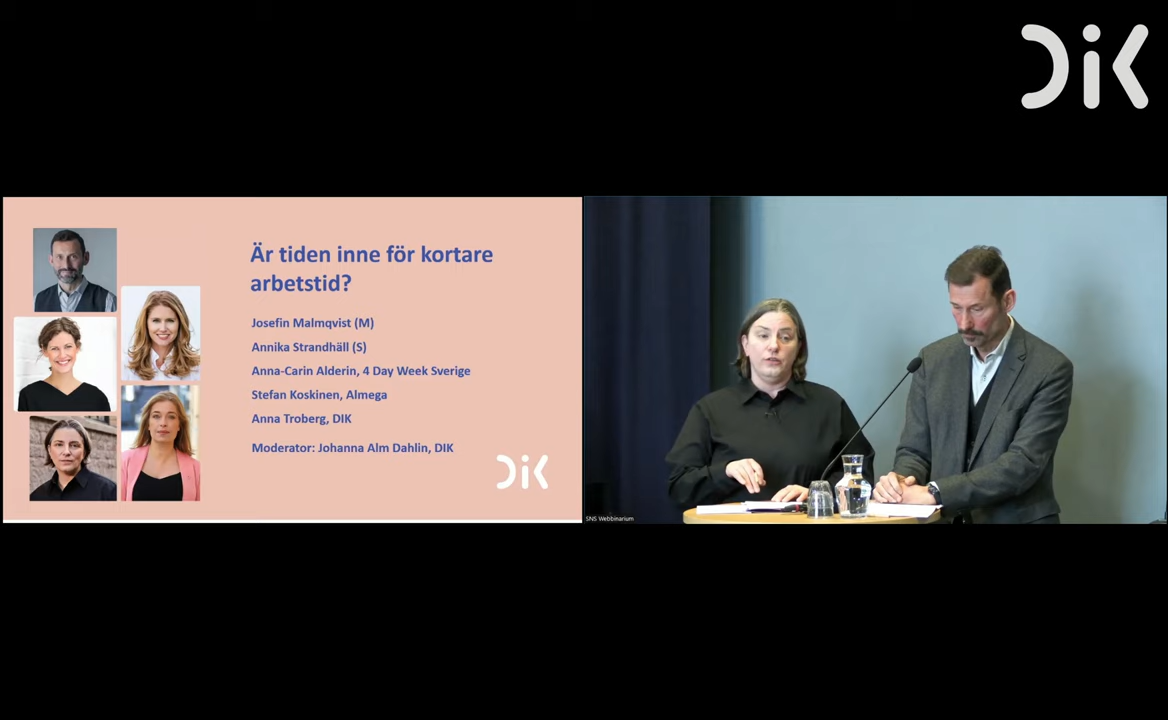 DiK
Är tiden inne för kortare
arbetstid?
Josefin Malmqvist (M)
Annika Strandhäll (S)
Anna-Carin Alderin, 4 Day Week Sverige
Stefan Koskinen, Almega
Anna Troberg, DIK
Moderator: Johanna Alm Dahlin, DIK
DiK
SNS Webbinarium